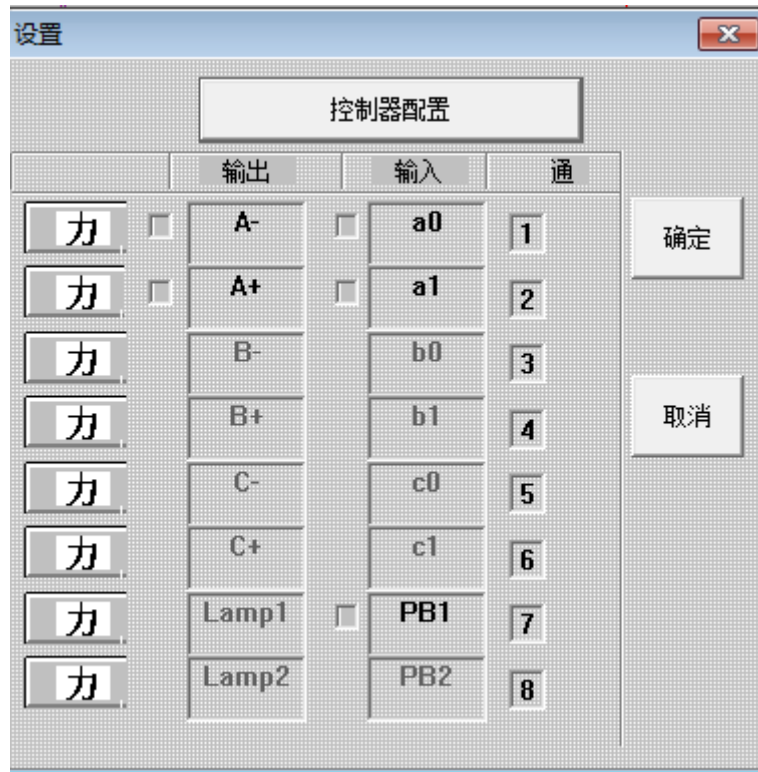 设置
控制器配置
输出 输入 通
力 A- a0 1
力 A+ a1 2
力 B- b0 3
力 B+ b1 4
力 C- c0 5
力 C+ c1 6
力 Lamp1 PB1 7
力 Lamp2 PB2 8
确定
取消